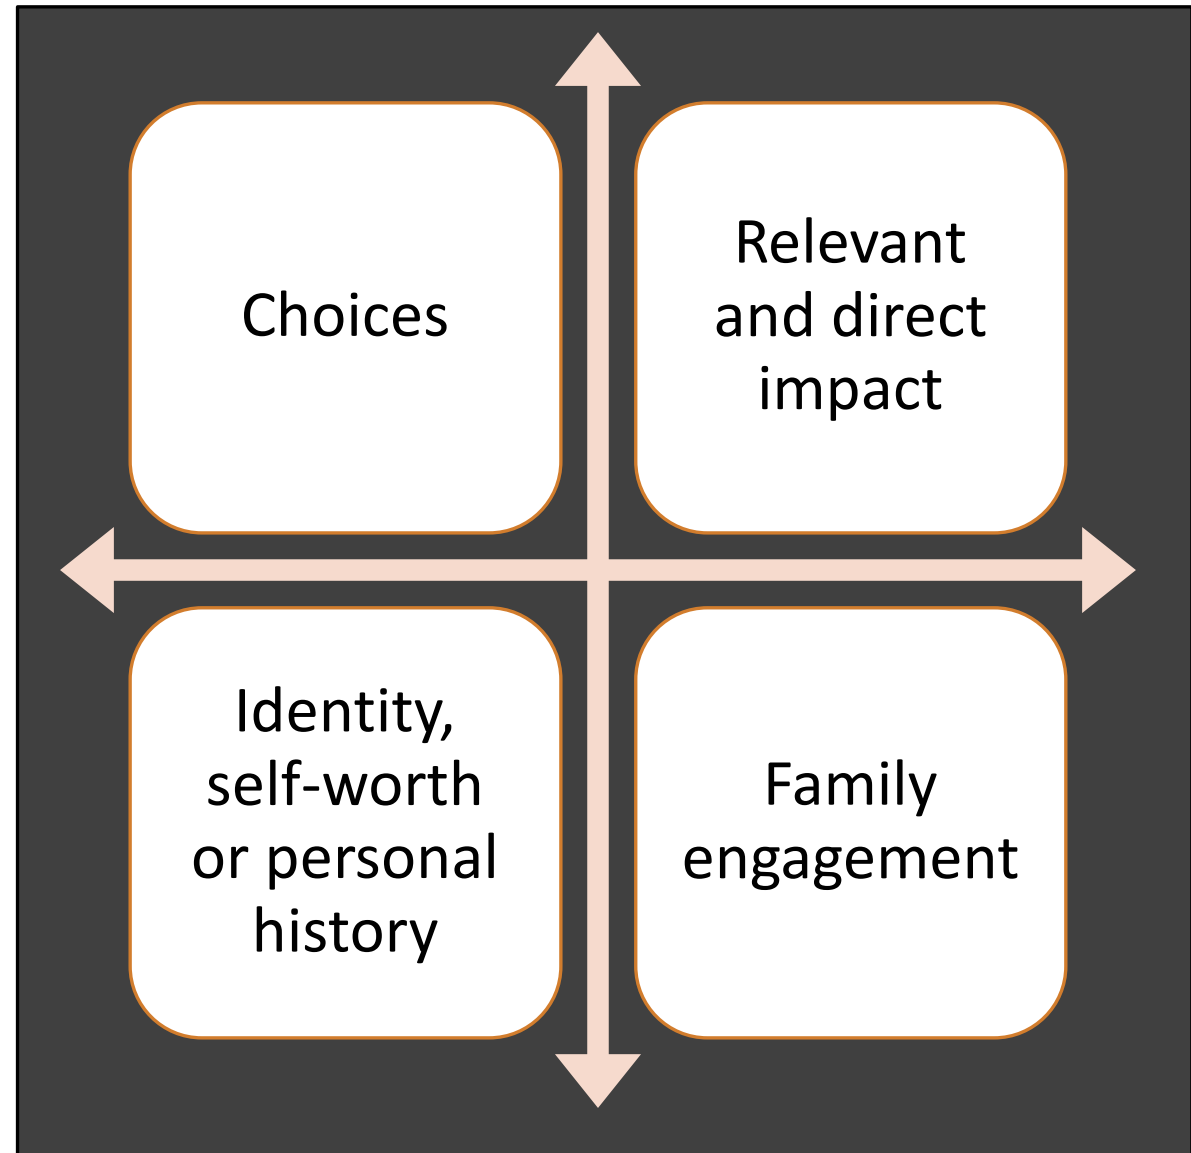 Choices
Relevant
and direct
impact
Identity,
self-worth
or personal
history
Family
engagement